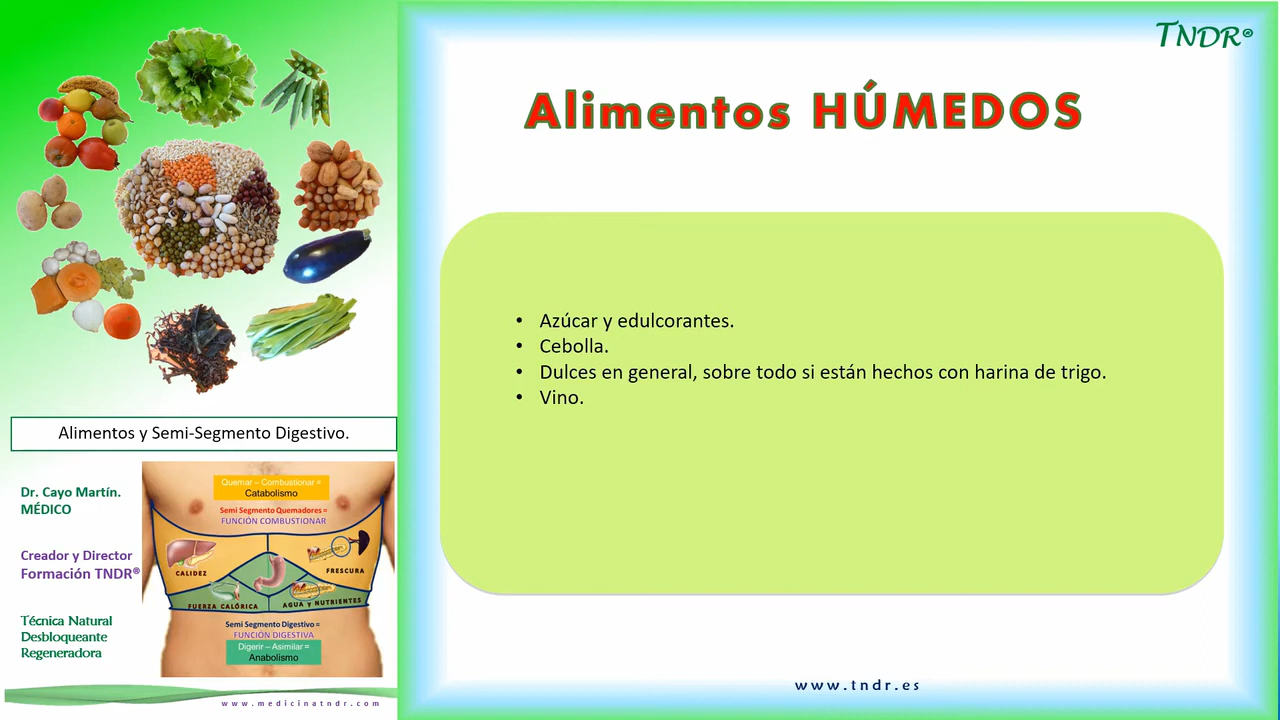 TNDR®
Alimentos HÚMEDOS
• Azúcar y edulcorantes.
• Cebolla.
• Dulces en general, sobre todo si están hechos con harina de trigo.
• Vino.
www.tndr.es
Alimentos y Semi-Segmento Digestivo.
Dr. Cayo Martín.
MÉDICO
Creador y Director
Formación TNDR®
Técnica Natural
Desbloqueante
Regeneradora
Quemar – Combustionar =
Catabolismo
Semi Segmento Quemadores =
FUNCIÓN COMBUSTIONAR
CALIDEZ
FRESCURA
FUERZA CALÓRICA
AGUA y NUTRIENTES
Semi Segmento Digestivo =
FUNCIÓN DIGESTIVA
Digerir – Asimilar =
Anabolismo
www.medicinatndr.com